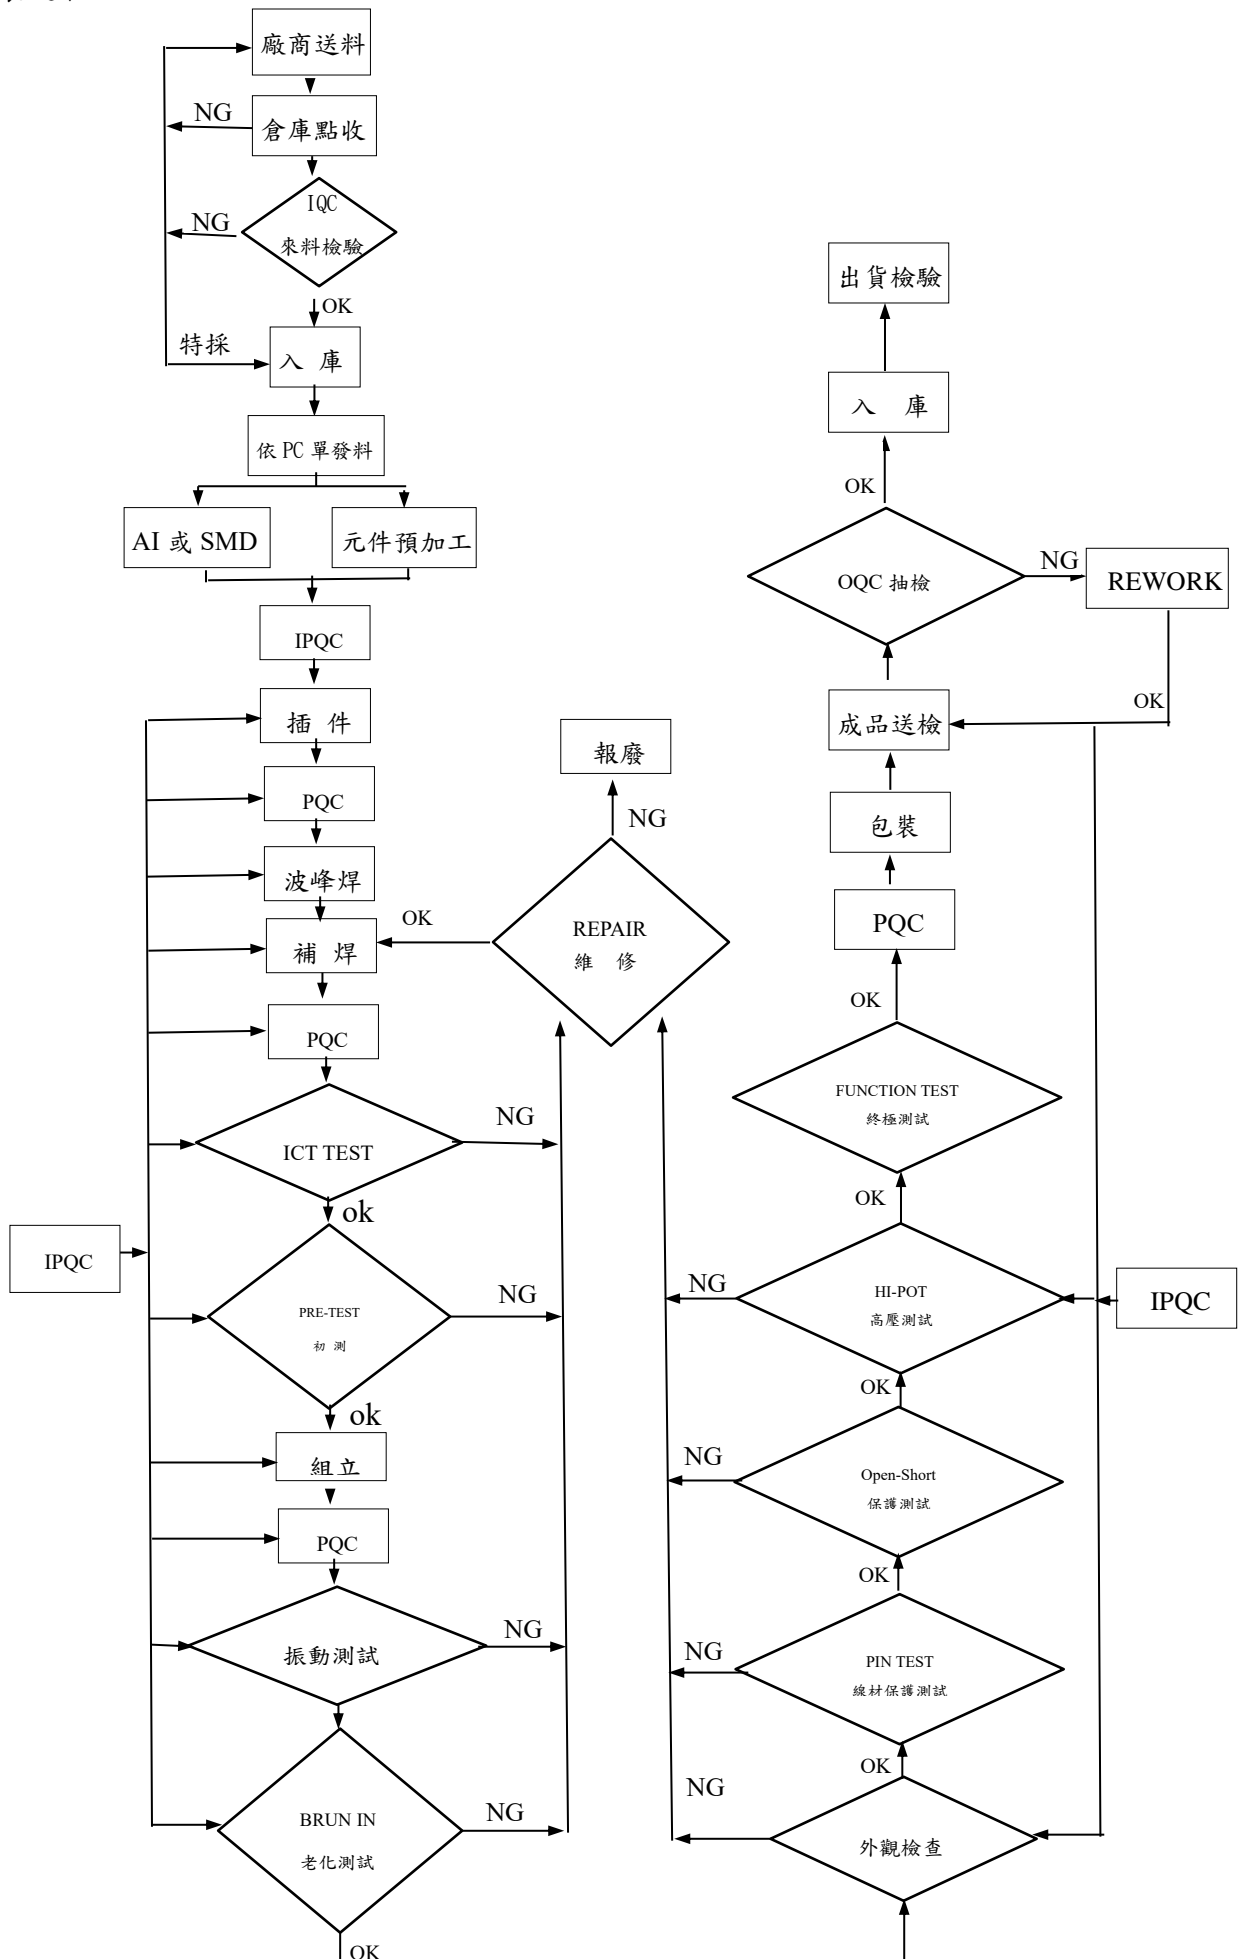 廠商送料
NG
倉庫點收
IQC
NG
來料檢驗
OK
特採
入 庫
依 PC 單發料
AI 或 SMD
元件預加工
IPQC
插 件
PQC
波峰焊
補 焊
PQC
ICT TEST
NG
ok
IPQC
PRE-TEST
初 測
NG
ok
組立
PQC
振動測試
NG
BRUN IN
老化測試
NG
OK
報廢
NG
REPAIR
維 修
OK
出貨檢驗
入 庫
OK
OQC 抽檢
NG
REWORK
OK
成品送檢
包裝
PQC
OK
FUNCTION TEST
終極測試
OK
HI-POT
高壓測試
NG
IPQC
OK
Open-Short
保護測試
NG
OK
PIN TEST
線材保護測試
NG
OK
NG
外觀檢查